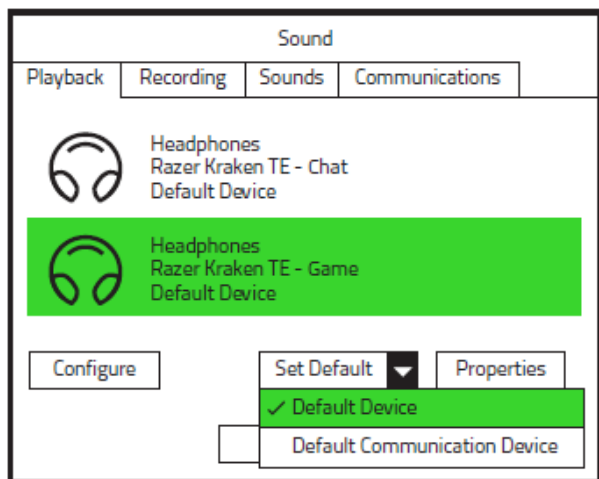 Sound
Playback Recording Sounds Communications
Headphones
Razer Kraken TE - Chat
Default Device
Headphones
Razer Kraken TE - Game
Default Device
Configure Set Default Properties
✓ Default Device
Default Communication Device